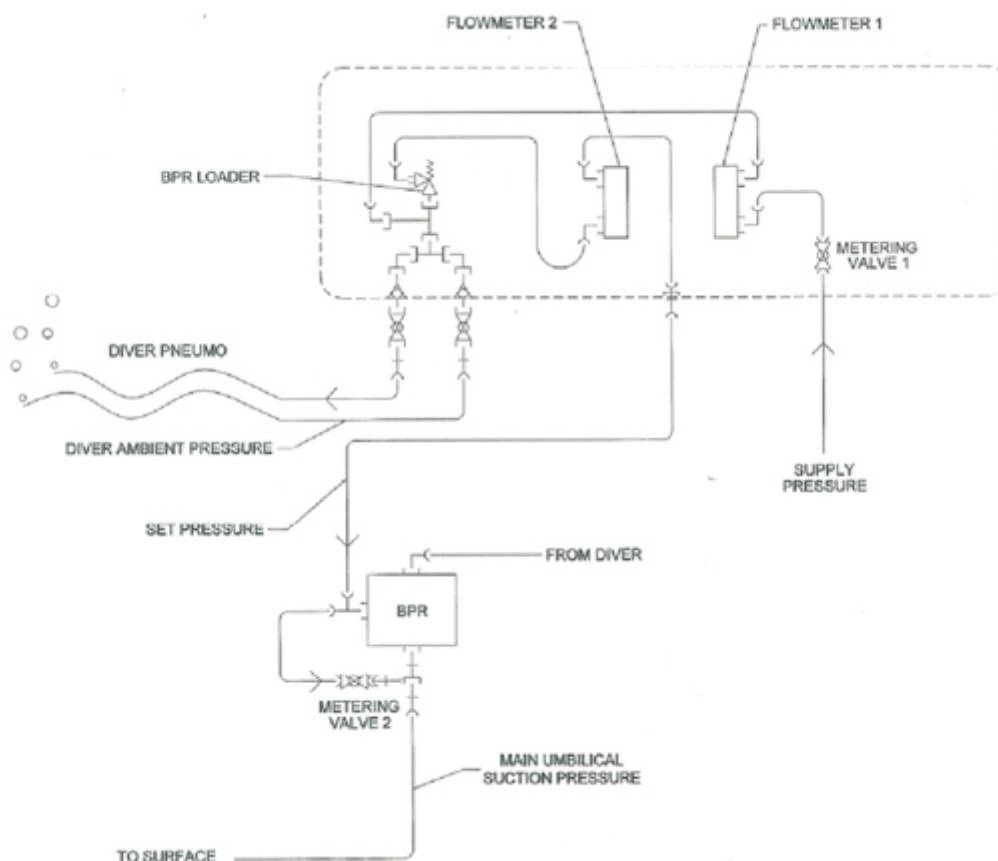 FLOWMETER 2
FLOWMETER 1
BPR LOADER
METERING
VALVE 1
DIVER PNEUMO
DIVER AMBIENT PRESSURE
SUPPLY
PRESSURE
SET PRESSURE
FROM DIVER
BPR
METERING
VALVE 2
MAIN UMBILICAL
SUCTION PRESSURE
TO SURFACE